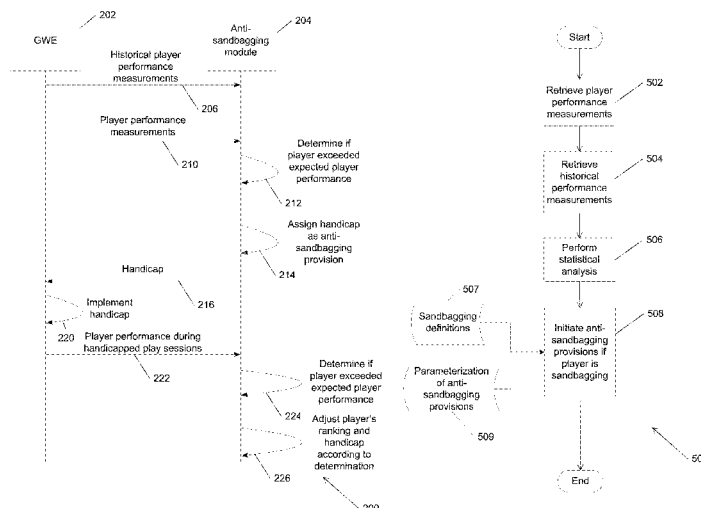 202
GWE
204
Anti-
sandbagging
module
Historical player
performance
measurements
206
Player performance
measurements
210
Determine if
player exceeded
expected player
performance
212
Assign handicap
as anti-
sandbagging
provision
214
Handicap
216
Implement
handicap
220
Player performance during
handicapped play sessions
222
Determine if
player exceeded
expected player
performance
224
Adjust player's
ranking and
handicap
according to
determination
226
200
Start
Retrieve player
performance
measurements
502
Retrieve
historical
performance
measurements
504
Perform
statistical
analysis
506
507
Sandbagging
definitions
Initiate anti-
sandbagging
provisions if
player is
sandbagging
508
Parameterization
of anti-
sandbagging
provisions
509
End